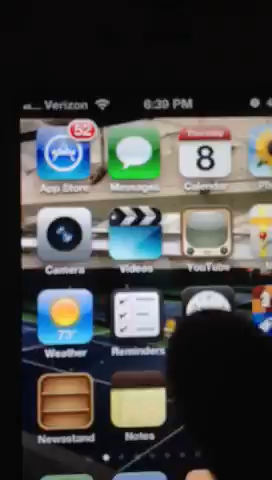 Verizon 6:39 PM
52
Thursday
8
App Store Messages Calendar
Camera Videos YouTube
73°
Weather Reminders
Newsstand Notes